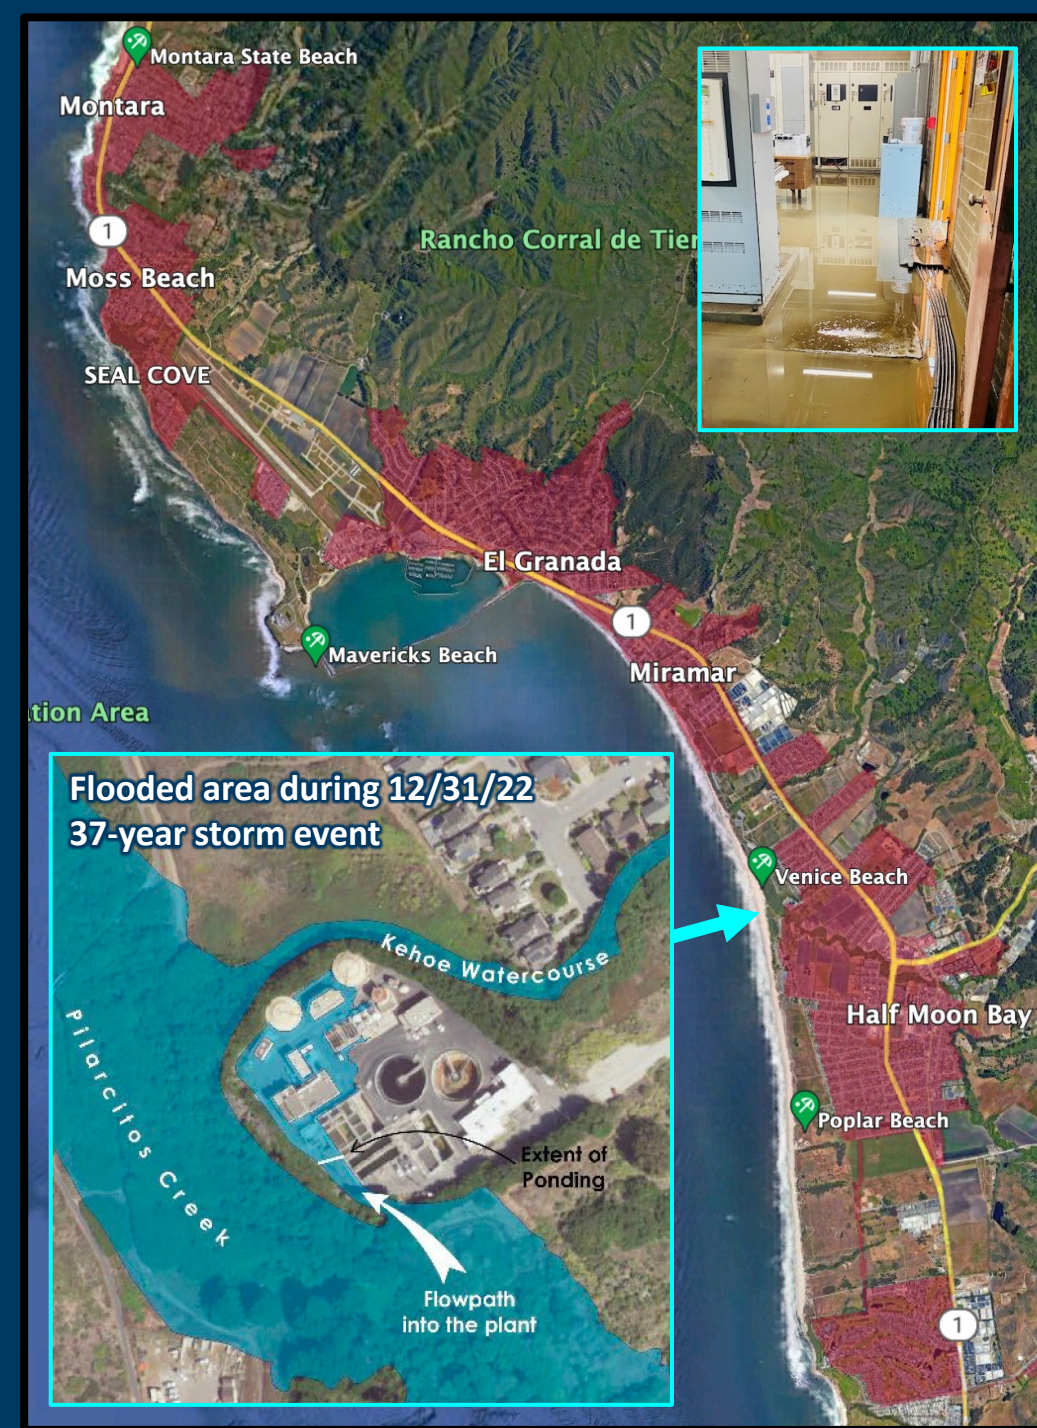 Montara State Beach
Montara
1
Rancho Corral de Tier
Moss Beach
SEAL COVE
El Granada
1
Mavericks Beach
Miramar
tion Area
Flooded area during 12/31/22
37-year storm event
Venice Beach
Kehoe Watercourse
Half Moon Bay
Pilarcitos Creek
Poplar Beach
Extent of
Ponding
Flowpath
into the plant
1